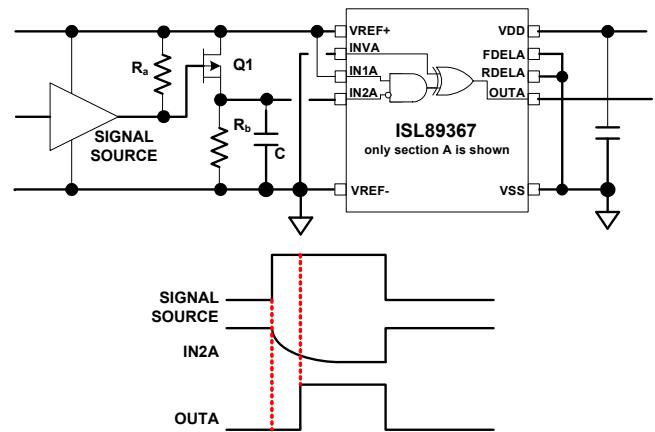 VREF+
VDD
INVA
FDELA
Ra
Q1
IN1A
RDELA
IN2A
OUTA
SIGNAL
SOURCE
Rb
C
ISL89367
only section A is shown
VREF-
VSS
SIGNAL
SOURCE
IN2A
OUTA